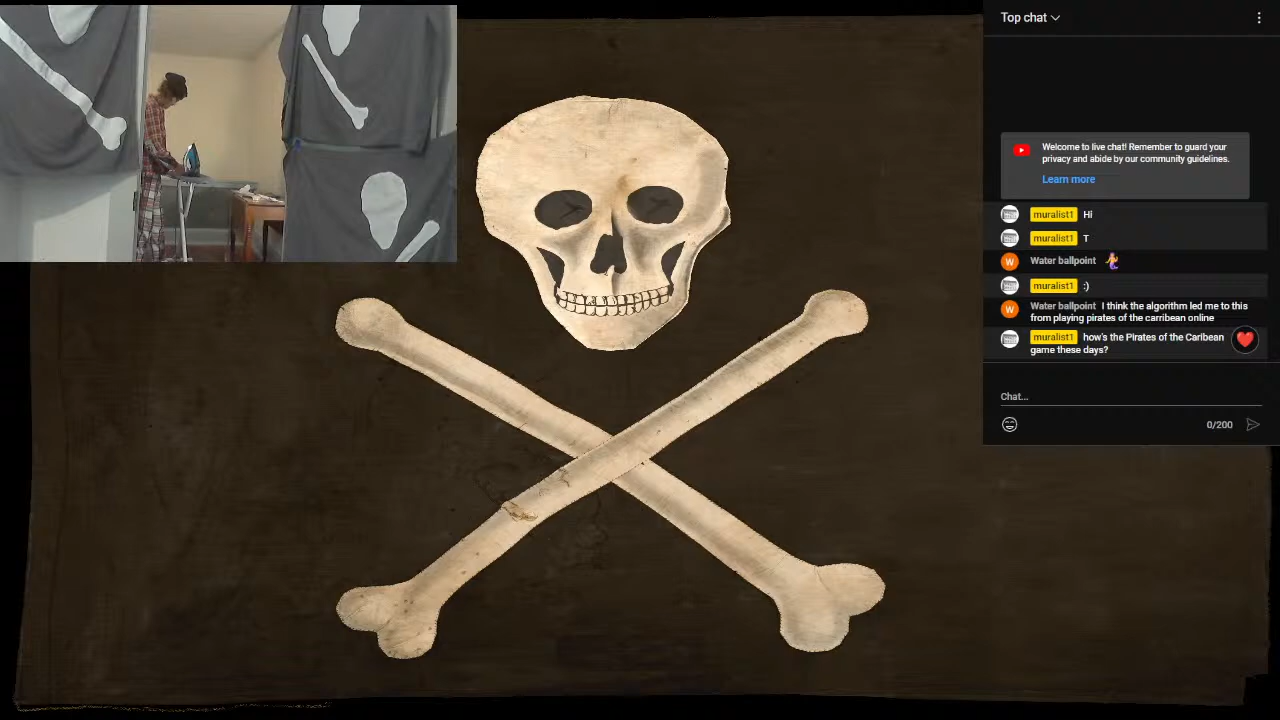 Top chat
Welcome to live chat! Remember to guard your
privacy and abide by our community guidelines.
Learn more
muralist1 Hi
muralist1 T
W Water ballpoint
muralist1 :)
W Water ballpoint I think the algorithm led me to this
from playing pirates of the carribean online
muralist1 how's the Pirates of the Caribean
game these days?
Chat...
0/200